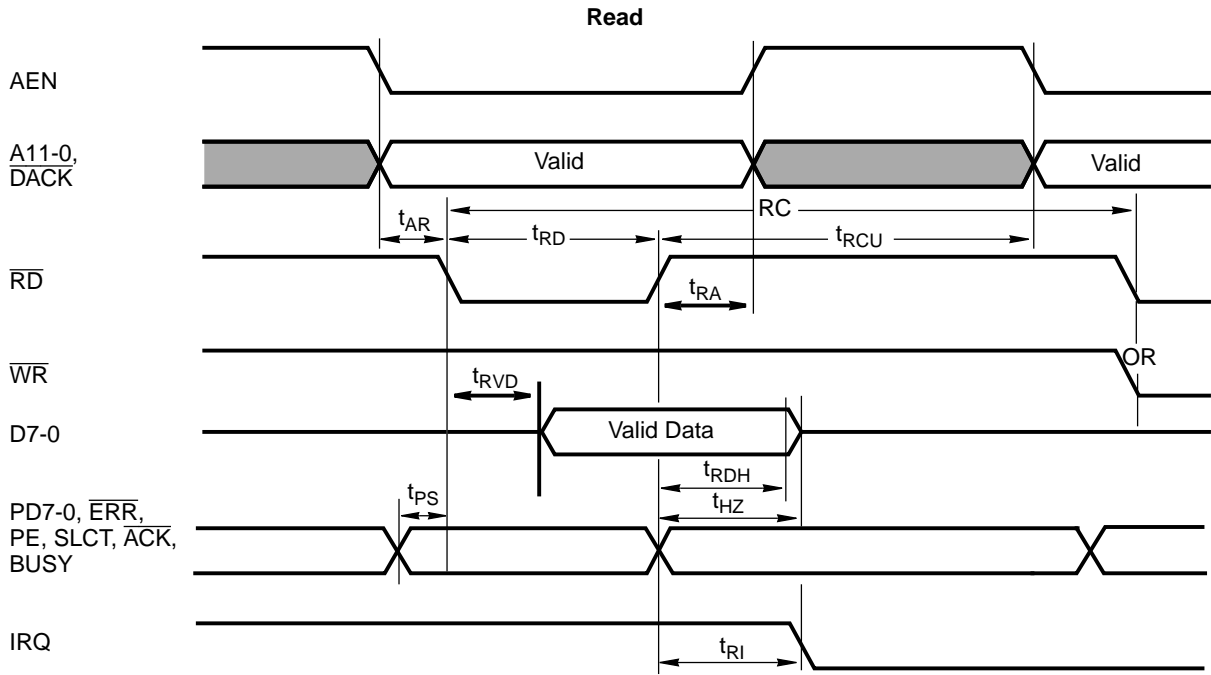 Read
AEN
A11-0,
DACK
Valid
Valid
RC
tAR
tRD
tRCU
RD
tRA
WR
OR
tRVD
D7-0
Valid Data
tRDH
tPS
tHZ
PD7-0, ERR,
PE, SLCT, ACK,
BUSY
IRQ
tRI